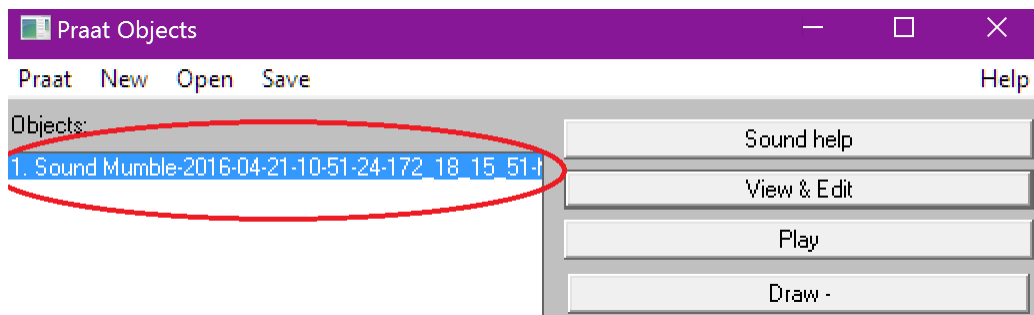 Praat Objects
Praat New Open Save Help
Objects:
1. Sound Mumble-2016-04-21-10-51-24-172_18_15_51-
Sound help
View & Edit
Play
Draw -